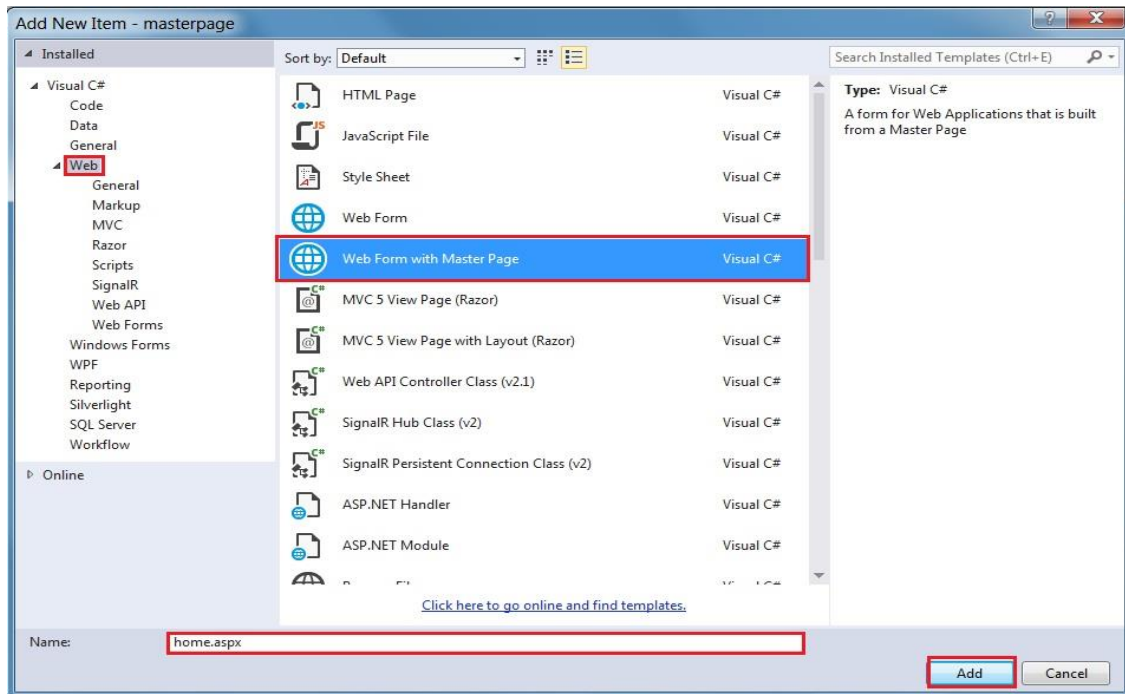 Add New Item - masterpage
Installed
Visual C#
Code
Data
General
Web
General
Markup
MVC
Razor
Scripts
SignalR
Web API
Web Forms
Windows Forms
WPF
Reporting
Silverlight
SQL Server
Workflow
Online
Sort by: Default
HTML Page Visual C#
JavaScript File Visual C#
Style Sheet Visual C#
Web Form Visual C#
Web Form with Master Page Visual C#
MVC 5 View Page (Razor) Visual C#
MVC 5 View Page with Layout (Razor) Visual C#
Web API Controller Class (v2.1) Visual C#
SignalR Hub Class (v2) Visual C#
SignalR Persistent Connection Class (v2) Visual C#
ASP.NET Handler Visual C#
ASP.NET Module Visual C#
Click here to go online and find templates.
Search Installed Templates (Ctrl+E)
Type: Visual C#
A form for Web Applications that is built
from a Master Page
Name: home.aspx
Add Cancel